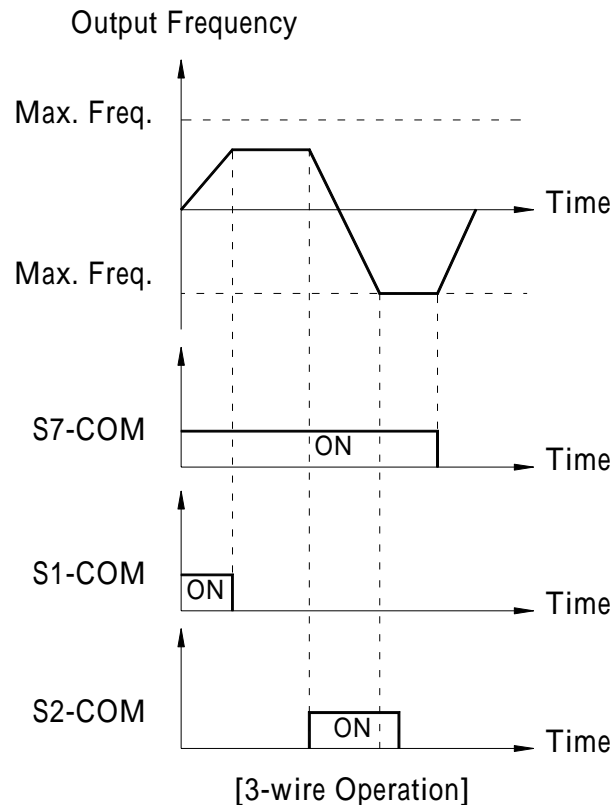 Output Frequency
Max. Freq.
Time
Max. Freq.
S7-COM
ON
Time
S1-COM
ON
Time
S2-COM
ON
Time
[3-wire Operation]